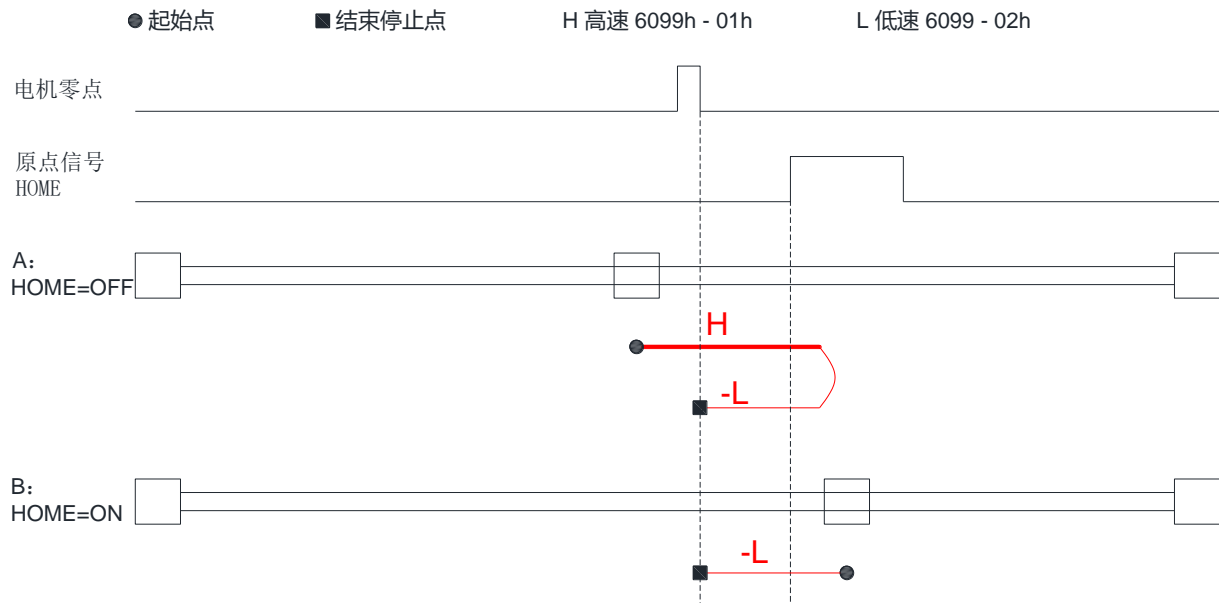 起始点
结束停止点
H 高速 6099h - 01h
L 低速 6099 - 02h
电机零点
原点信号
HOME
A：
HOME=OFF
H
-L
B：
HOME=ON
-L